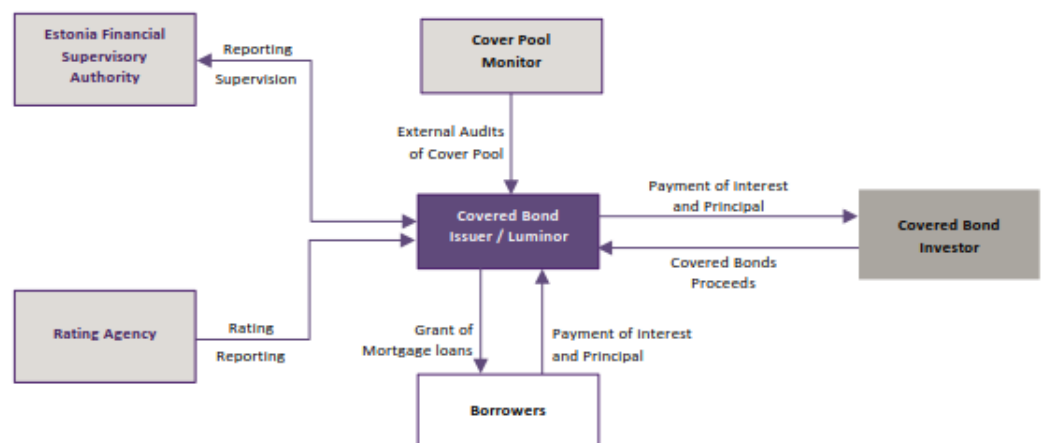 Estonia Financial
Supervisory
Authority
Reporting
Supervision
Cover Pool
Monitor
External Audits
of Cover Pool
Covered Bond
Issuer / Luminor
Payment of Interest
and Principal
Covered Bonds
Proceeds
Covered Bond
Investor
Rating Agency
Rating
Reporting
Grant of
Mortgage loans
Payment of Interest
and Principal
Borrowers